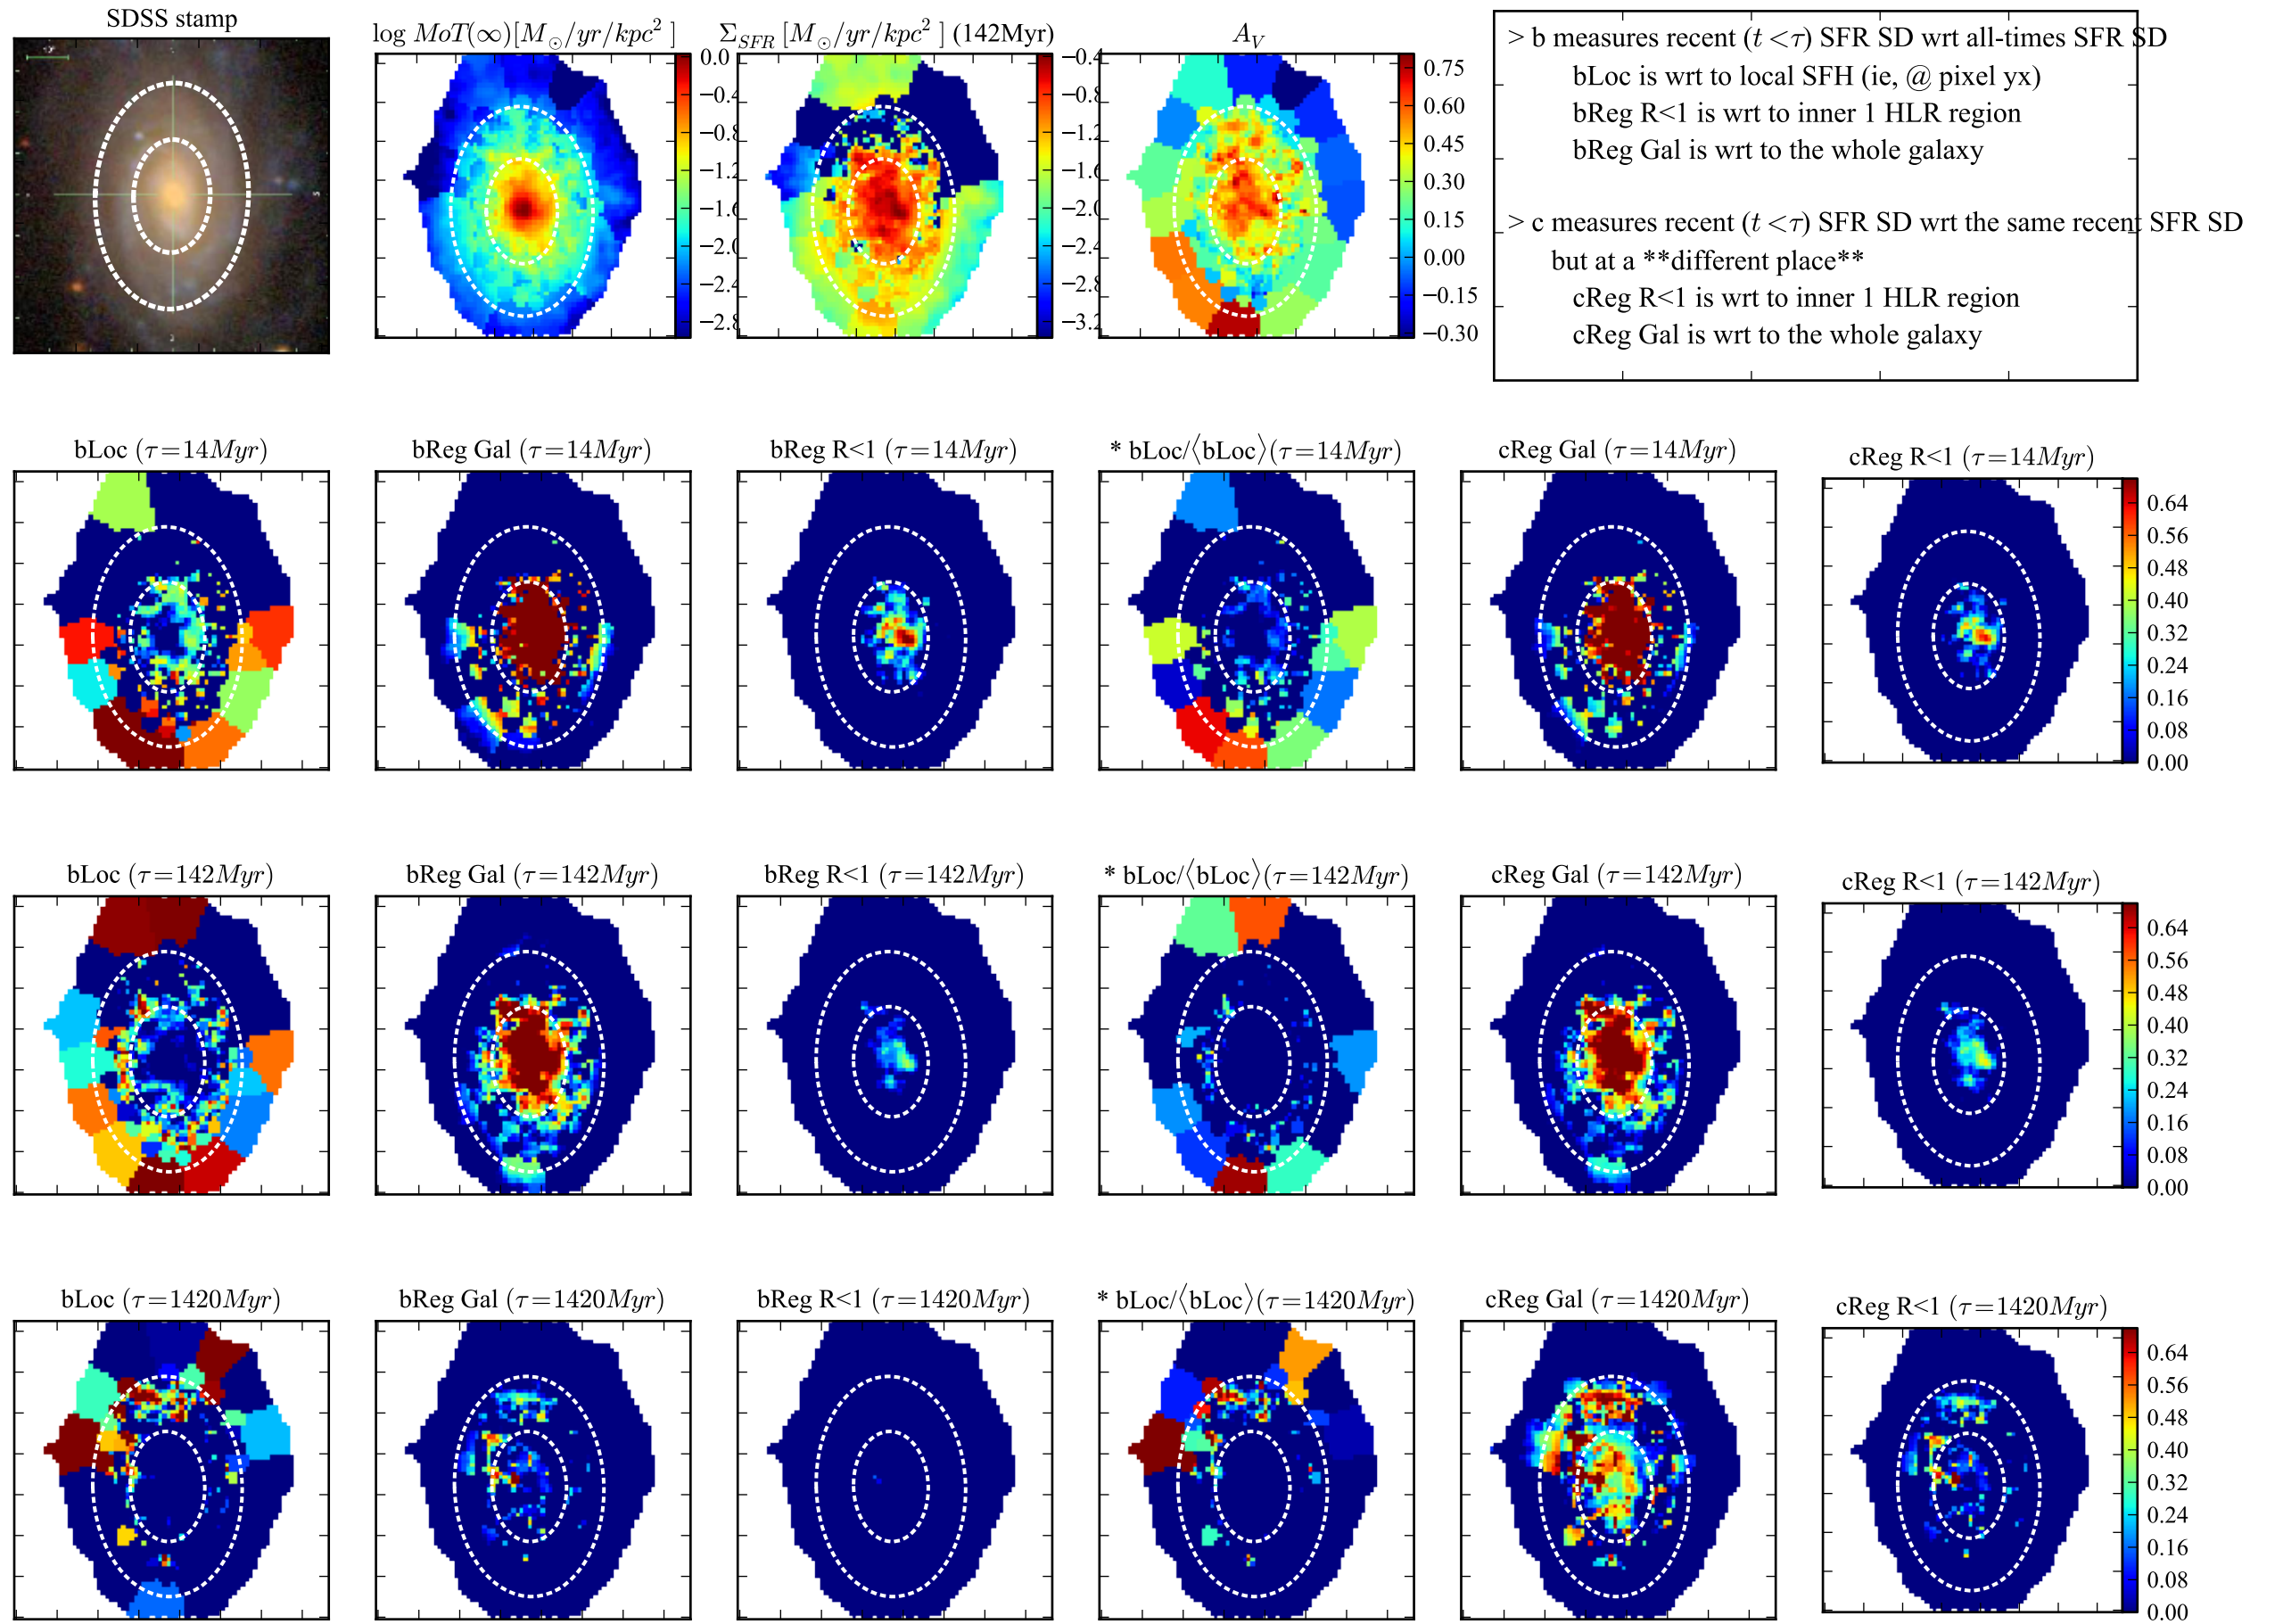 SDSS stamp
log MoT(∞)[M⊙/yr/kpc² ]
Σ_SFR [M⊙/yr/kpc² ] (142Myr)
A_V
0.0
−0.4
−0.8
−1.2
−1.6
−2.0
−2.4
−2.8
−0.4
−0.8
−1.2
−1.6
−2.0
−2.4
−2.8
−3.2
0.75
0.60
0.45
0.30
0.15
0.00
−0.15
−0.30
> b measures recent (t <τ) SFR SD wrt all-times SFR SD
bLoc is wrt to local SFH (ie, @ pixel yx)
bReg R<1 is wrt to inner 1 HLR region
bReg Gal is wrt to the whole galaxy
> c measures recent (t <τ) SFR SD wrt the same recent SFR SD
but at a **different place**
cReg R<1 is wrt to inner 1 HLR region
cReg Gal is wrt to the whole galaxy
bLoc (τ=14Myr)
bReg Gal (τ=14Myr)
bReg R<1 (τ=14Myr)
* bLoc/⟨bLoc⟩(τ=14Myr)
cReg Gal (τ=14Myr)
cReg R<1 (τ=14Myr)
0.64
0.56
0.48
0.40
0.32
0.24
0.16
0.08
0.00
bLoc (τ=142Myr)
bReg Gal (τ=142Myr)
bReg R<1 (τ=142Myr)
* bLoc/⟨bLoc⟩(τ=142Myr)
cReg Gal (τ=142Myr)
cReg R<1 (τ=142Myr)
0.64
0.56
0.48
0.40
0.32
0.24
0.16
0.08
0.00
bLoc (τ=1420Myr)
bReg Gal (τ=1420Myr)
bReg R<1 (τ=1420Myr)
* bLoc/⟨bLoc⟩(τ=1420Myr)
cReg Gal (τ=1420Myr)
cReg R<1 (τ=1420Myr)
0.64
0.56
0.48
0.40
0.32
0.24
0.16
0.08
0.00